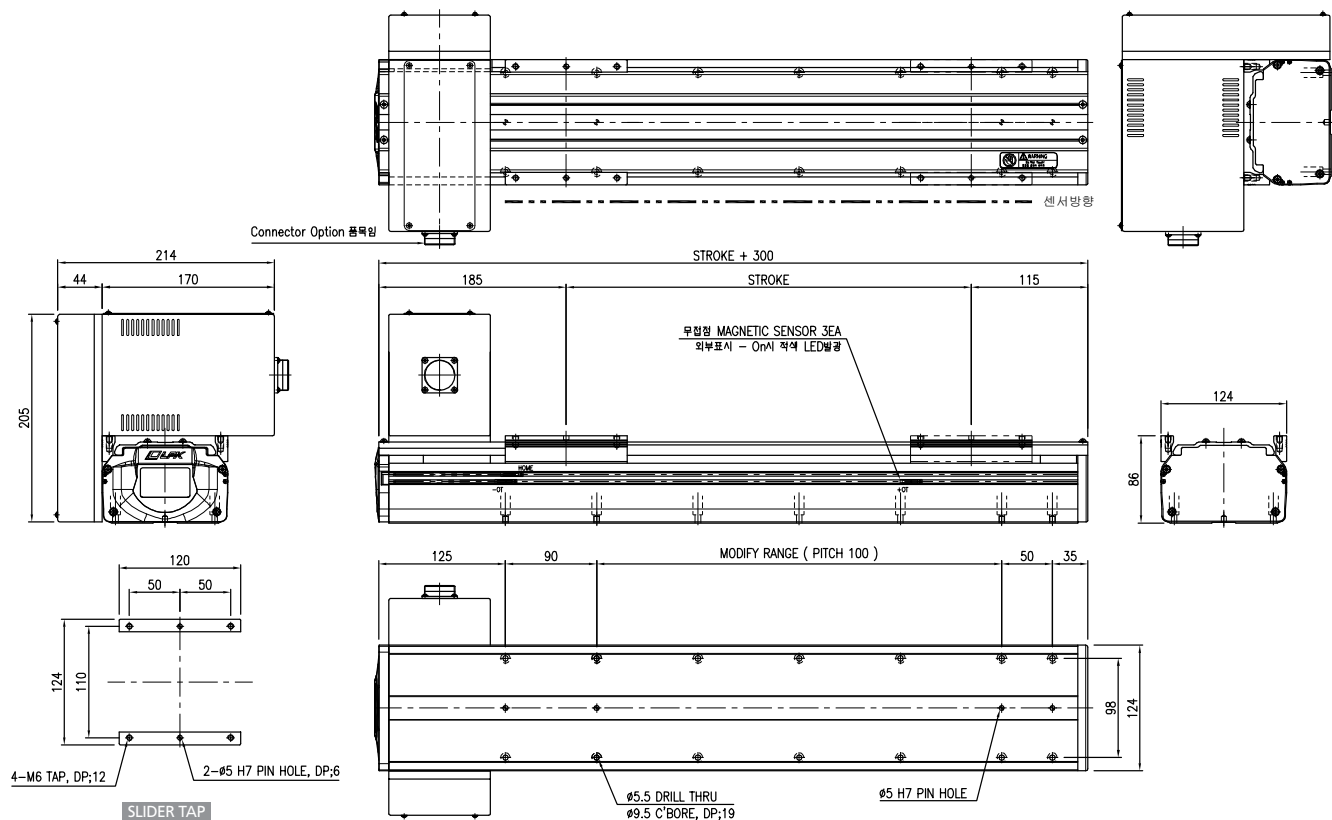 WARNING
센서방향
Connector Option 품목임
214
44
170
205
STROKE + 300
185
STROKE
115
무접점 MAGNETIC SENSOR 3EA
외부표시 - On시 적색 LED발광
HOME
-OT
+OT
124
86
120
50
50
124
110
4-M6 TAP, DP;12
2-ø5 H7 PIN HOLE, DP;6
SLIDER TAP
125
90
MODIFY RANGE ( PITCH 100 )
50
35
98
124
ø5.5 DRILL THRU
ø9.5 C'BORE, DP;19
ø5 H7 PIN HOLE